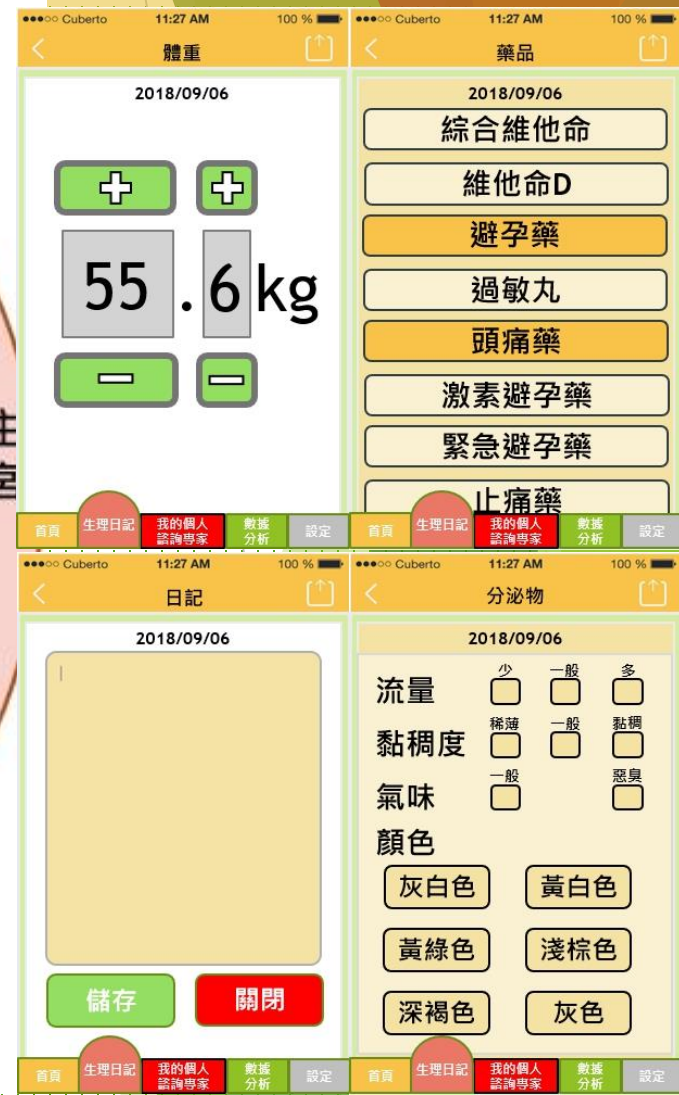 ●●●○○ Cuberto 11:27 AM 100 %
體重
2018/09/06
55 . 6 kg
首頁 生理日記 我的個人 諮詢專家 數據 分析 設定
●●●○○ Cuberto 11:27 AM 100 %
藥品
2018/09/06
綜合維他命
維他命D
避孕藥
過敏丸
頭痛藥
激素避孕藥
緊急避孕藥
止痛藥
首頁 生理日記 我的個人 諮詢專家 數據 分析 設定
●●●○○ Cuberto 11:27 AM 100 %
日記
2018/09/06
儲存 關閉
首頁 生理日記 我的個人 諮詢專家 數據 分析 設定
●●●○○ Cuberto 11:27 AM 100 %
分泌物
2018/09/06
少 一般 多
流量
稀薄 一般 黏稠
黏稠度
一般 惡臭
氣味
顏色
灰白色 黃白色
黃綠色 淺棕色
深褐色 灰色
首頁 生理日記 我的個人 諮詢專家 數據 分析 設定